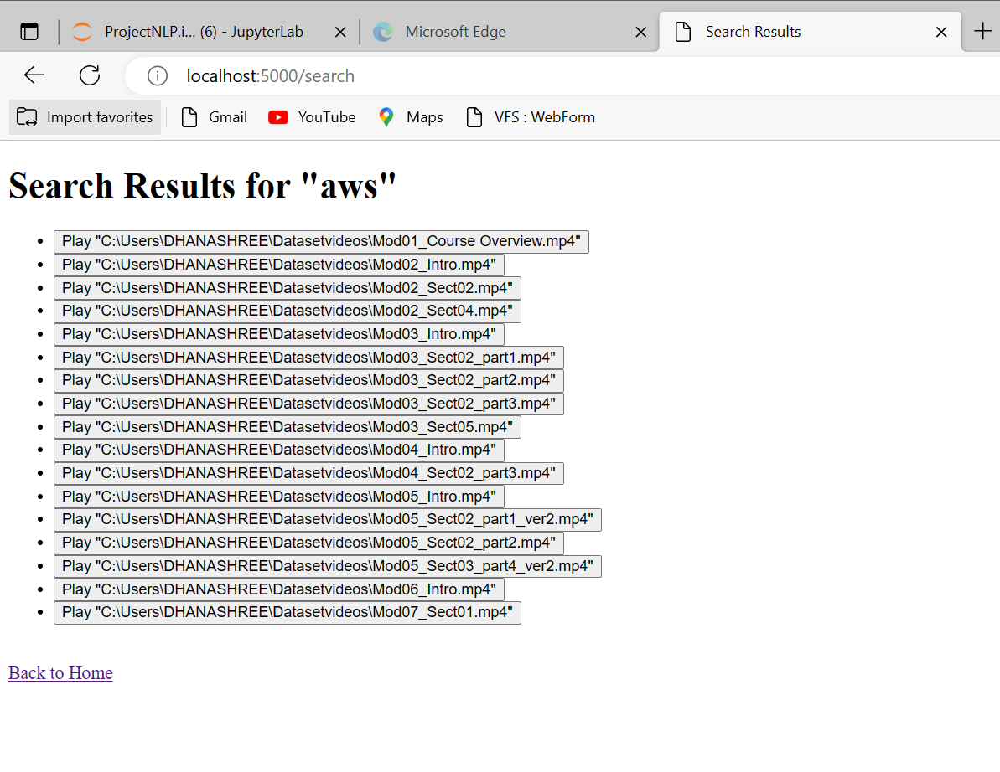 ProjectNLP.i... (6) - JupyterLab Microsoft Edge Search Results
localhost:5000/search
Import favorites Gmail YouTube Maps VFS : WebForm
Search Results for "aws"
Play "C:\Users\DHANASHREE\Datasetvideos\Mod01_Course Overview.mp4"
Play "C:\Users\DHANASHREE\Datasetvideos\Mod02_Intro.mp4"
Play "C:\Users\DHANASHREE\Datasetvideos\Mod02_Sect02.mp4"
Play "C:\Users\DHANASHREE\Datasetvideos\Mod02_Sect04.mp4"
Play "C:\Users\DHANASHREE\Datasetvideos\Mod03_Intro.mp4"
Play "C:\Users\DHANASHREE\Datasetvideos\Mod03_Sect02_part1.mp4"
Play "C:\Users\DHANASHREE\Datasetvideos\Mod03_Sect02_part2.mp4"
Play "C:\Users\DHANASHREE\Datasetvideos\Mod03_Sect02_part3.mp4"
Play "C:\Users\DHANASHREE\Datasetvideos\Mod03_Sect05.mp4"
Play "C:\Users\DHANASHREE\Datasetvideos\Mod04_Intro.mp4"
Play "C:\Users\DHANASHREE\Datasetvideos\Mod04_Sect02_part3.mp4"
Play "C:\Users\DHANASHREE\Datasetvideos\Mod05_Intro.mp4"
Play "C:\Users\DHANASHREE\Datasetvideos\Mod05_Sect02_part1_ver2.mp4"
Play "C:\Users\DHANASHREE\Datasetvideos\Mod05_Sect02_part2.mp4"
Play "C:\Users\DHANASHREE\Datasetvideos\Mod05_Sect03_part4_ver2.mp4"
Play "C:\Users\DHANASHREE\Datasetvideos\Mod06_Intro.mp4"
Play "C:\Users\DHANASHREE\Datasetvideos\Mod07_Sect01.mp4"
Back to Home